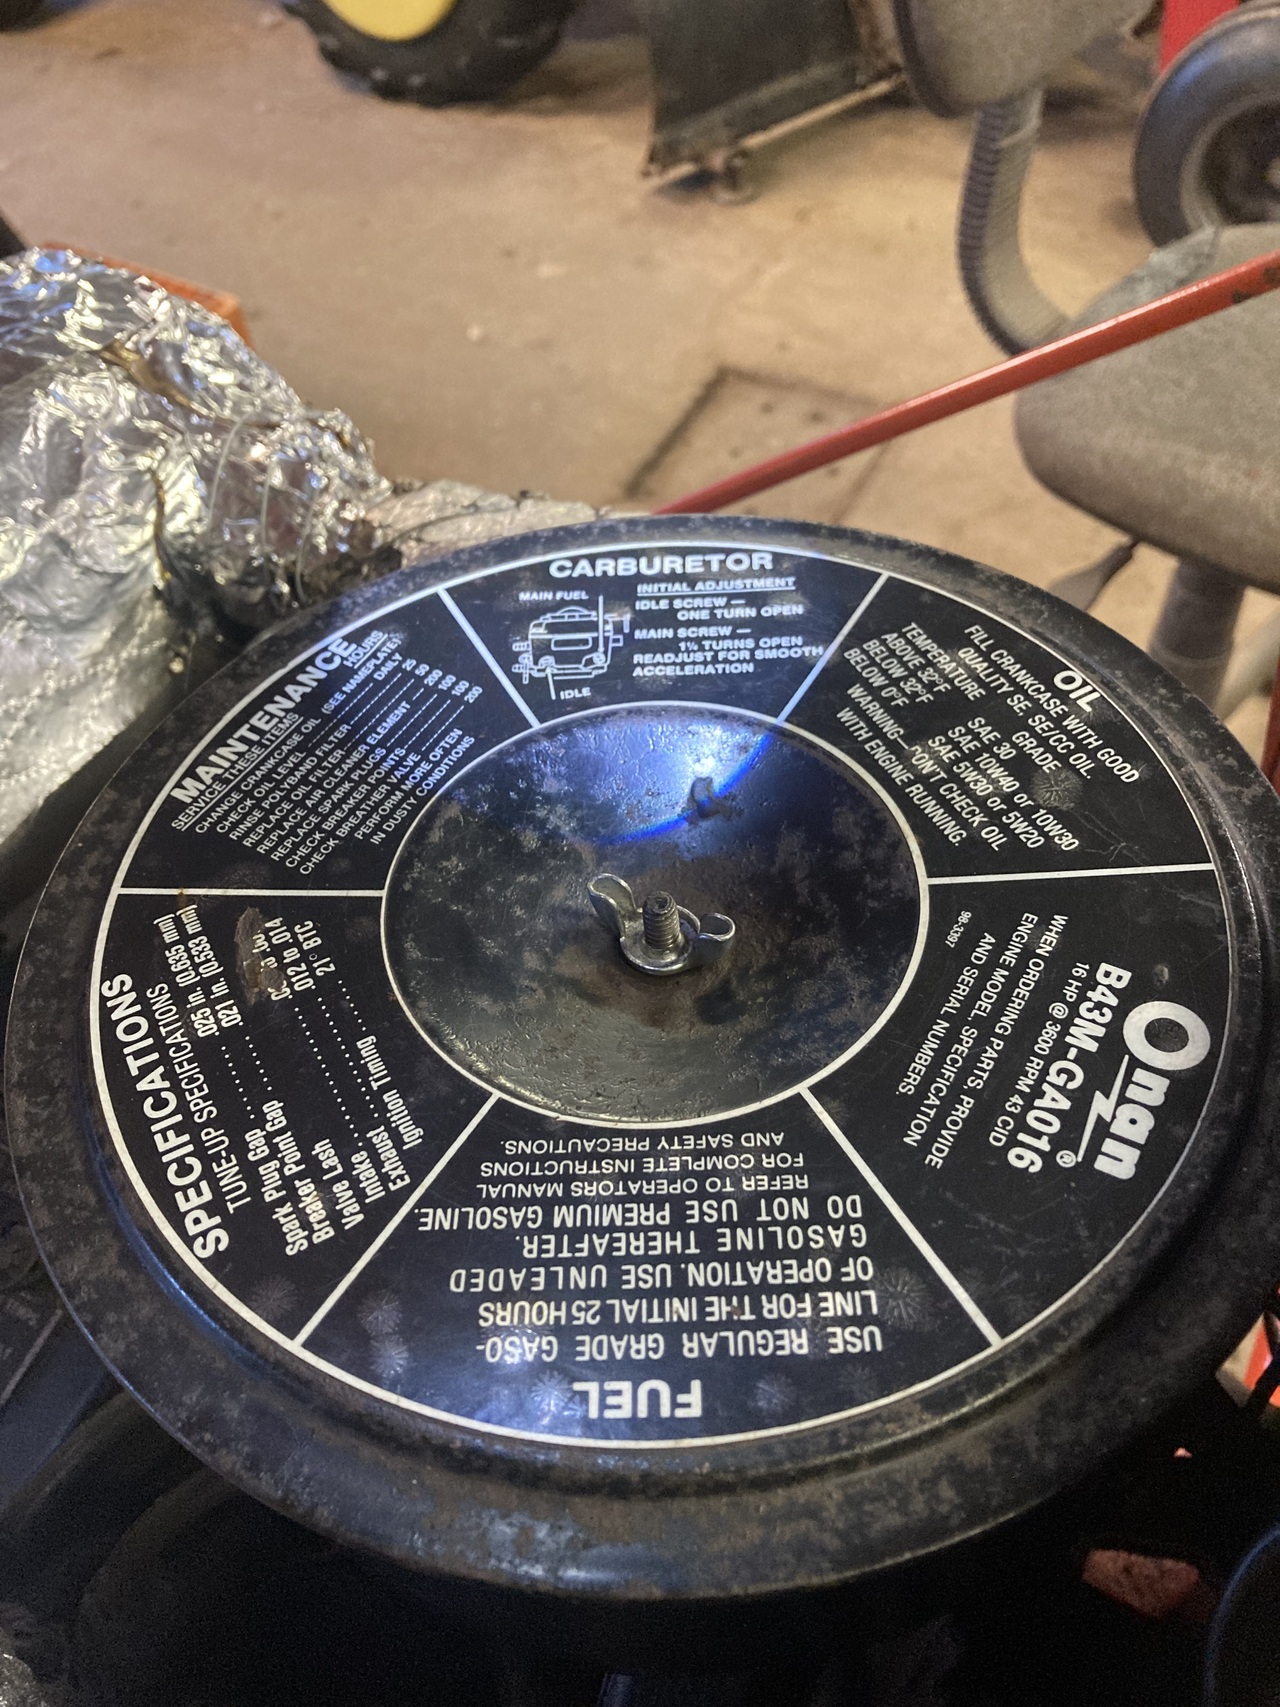 CARBURETOR
INITIAL ADJUSTMENT
MAIN FUEL
IDLE SCREW —
ONE TURN OPEN
MAIN SCREW —
1¼ TURNS OPEN
READJUST FOR SMOOTH
ACCELERATION
IDLE
OIL
FILL CRANKCASE WITH GOOD
QUALITY SE, SE/CC OIL.
TEMPERATURE GRADE
ABOVE 32°F SAE 30
BELOW 32°F SAE 10W40 or 10W30
BELOW 0°F SAE 5W30 or 5W20
WARNING—DON'T CHECK OIL
WITH ENGINE RUNNING.
Onan®
B43M-GA016
16 HP @ 3600 RPM 43 CID
WHEN ORDERING PARTS, PROVIDE
ENGINE MODEL, SPECIFICATION
AND SERIAL NUMBERS.
98-3397
FUEL
USE REGULAR GRADE GASO-
LINE FOR THE INITIAL 25 HOURS
OF OPERATION. USE UNLEADED
GASOLINE THEREAFTER.
DO NOT USE PREMIUM GASOLINE.
REFER TO OPERATORS MANUAL
FOR COMPLETE INSTRUCTIONS
AND SAFETY PRECAUTIONS.
SPECIFICATIONS
TUNE-UP SPECIFICATIONS
Spark Plug Gap .025 in. (0.635 mm)
Breaker Point Gap .021 in. (0.533 mm)
Valve Lash
Intake
Exhaust .012 to .014
Ignition Timing 21° BTC
MAINTENANCE
SERVICE THESE ITEMS HOURS
CHANGE CRANKCASE OIL (SEE NAMEPLATE)
CHECK OIL LEVEL DAILY
RINSE POLYBAND FILTER 25
REPLACE OIL FILTER 50
REPLACE AIR CLEANER ELEMENT 200
REPLACE SPARK PLUGS 100
CHECK BREAKER POINTS 100
CHECK BREATHER VALVE 200
PERFORM MORE OFTEN
IN DUSTY CONDITIONS